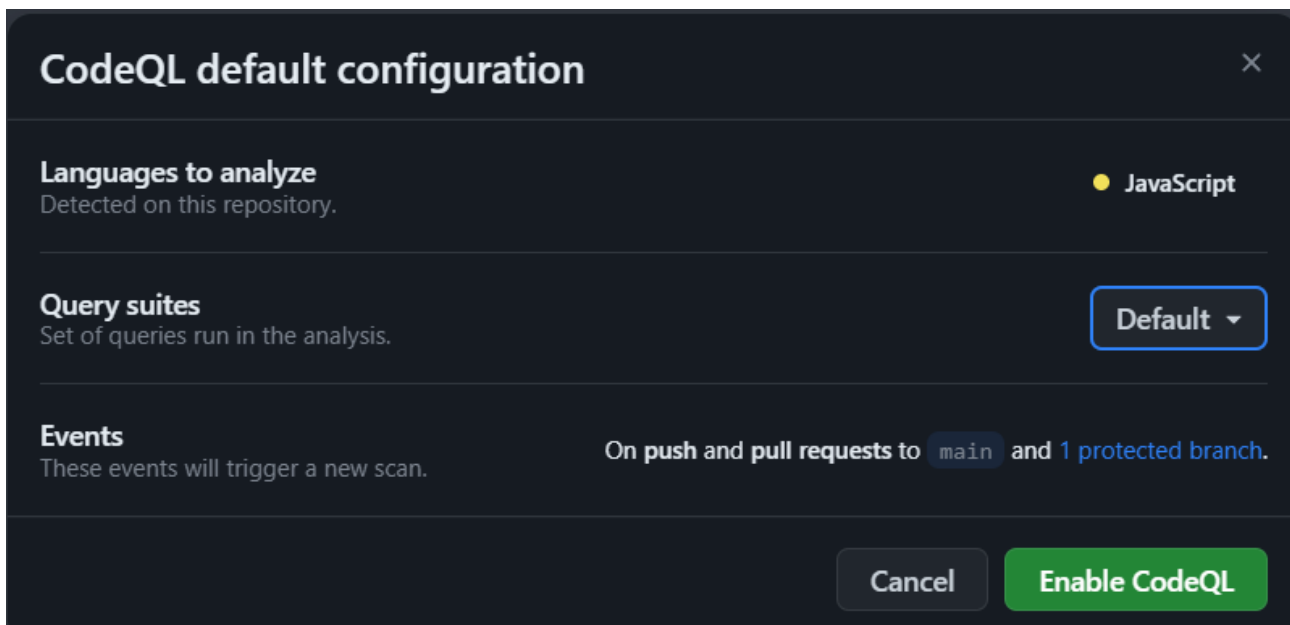 CodeQL default configuration
Languages to analyze
Detected on this repository.
JavaScript
Query suites
Set of queries run in the analysis.
Default
Events
These events will trigger a new scan.
On push and pull requests to main and 1 protected branch.
Cancel
Enable CodeQL